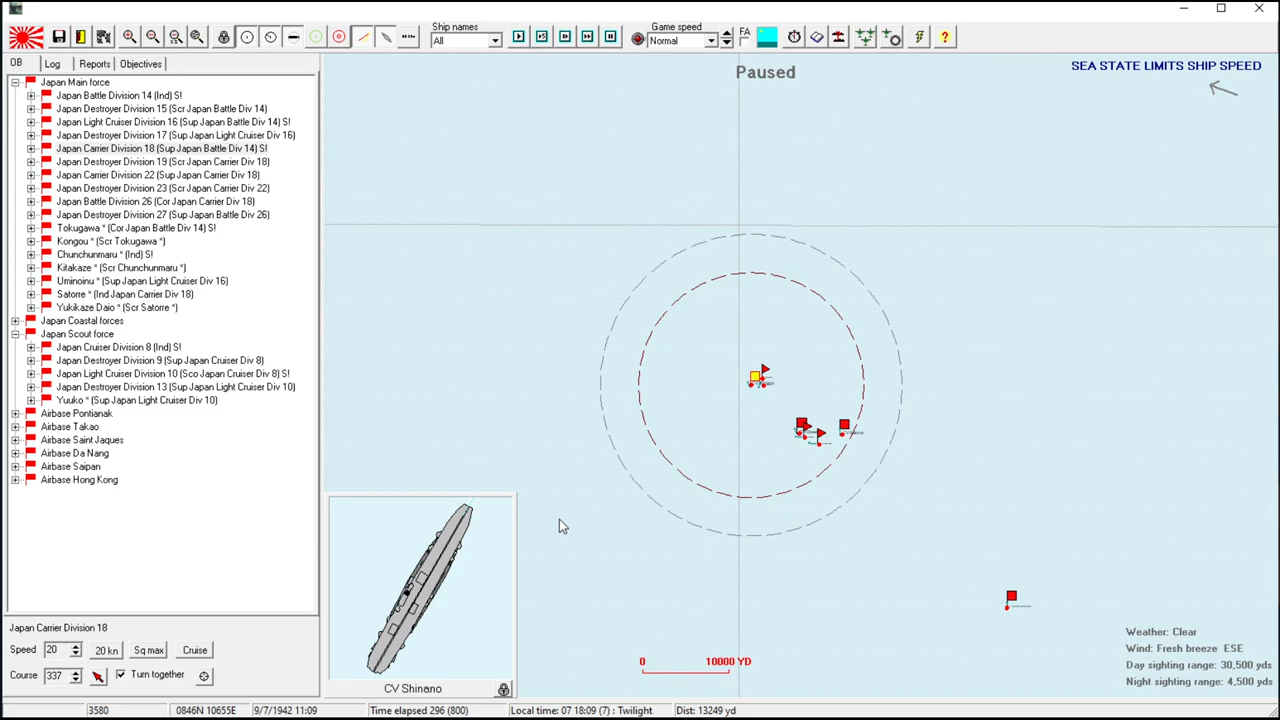 Ship names
Game speed
All
Normal
FA
OB
Log
Reports
Objectives
Paused
SEA STATE LIMITS SHIP SPEED
Japan Main force
Japan Battle Division 14 (Ind) S!
Japan Destroyer Division 15 (Scr Japan Battle Div 14)
Japan Light Cruiser Division 16 (Sup Japan Battle Div 14) S!
Japan Destroyer Division 17 (Sup Japan Light Cruiser Div 16)
Japan Carrier Division 18 (Sup Japan Battle Div 14) S!
Japan Destroyer Division 19 (Scr Japan Carrier Div 18)
Japan Carrier Division 22 (Sup Japan Carrier Div 18)
Japan Destroyer Division 23 (Scr Japan Carrier Div 22)
Japan Battle Division 26 (Cor Japan Carrier Div 18)
Japan Destroyer Division 27 (Sup Japan Battle Div 26)
Tokugawa * (Cor Japan Battle Div 14) S!
Kongou * (Scr Tokugawa *)
Chunchunmaru * (Ind) S!
Kitakaze * (Scr Chunchunmaru *)
Uminoinu * (Sup Japan Light Cruiser Div 16)
Satorre * (Ind Japan Carrier Div 18)
Yukikaze Daio * (Scr Satorre *)
Japan Coastal forces
Japan Scout force
Japan Cruiser Division 8 (Ind) S!
Japan Destroyer Division 9 (Sup Japan Cruiser Div 8)
Japan Light Cruiser Division 10 (Sco Japan Cruiser Div 8) S!
Japan Destroyer Division 13 (Sup Japan Light Cruiser Div 10)
Yuuko * (Sup Japan Light Cruiser Div 10)
Airbase Pontianak
Airbase Takao
Airbase Saint Jaques
Airbase Da Nang
Airbase Saipan
Airbase Hong Kong
CV Shinano
0 10000 YD
Weather: Clear
Wind: Fresh breeze ESE
Day sighting range: 30,500 yds
Night sighting range: 4,500 yds
Japan Carrier Division 18
Speed 20 20 kn Sq max Cruise
Course 337 Turn together
3580 0846N 10655E 9/7/1942 11:09 Time elapsed 296 (800) Local time: 07 18:09 (7) : Twilight Dist: 13249 yd